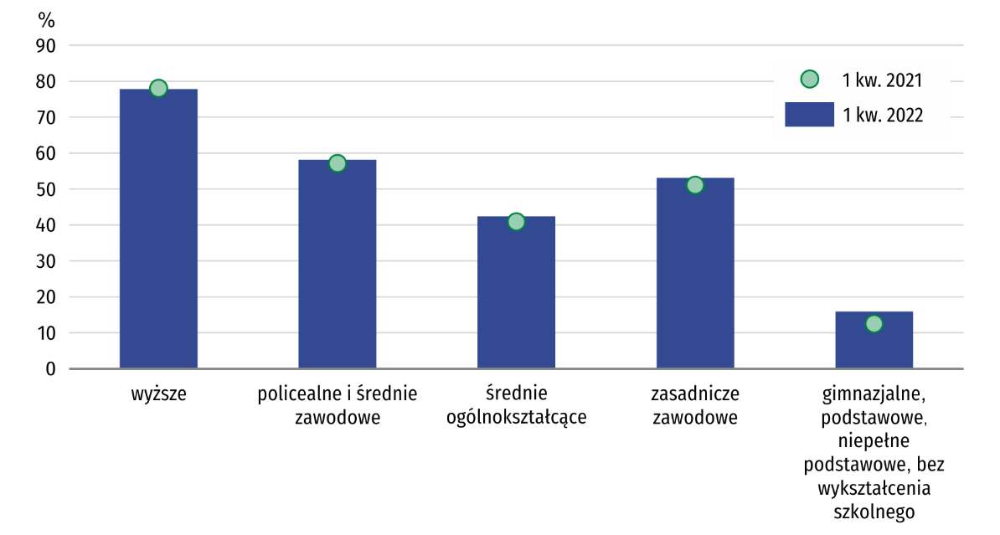 %
90
80
70
60
50
40
30
20
10
0
1 kw. 2021
1 kw. 2022
wyższe
policealne i średnie
zawodowe
średnie
ogólnokształcące
zasadnicze
zawodowe
gimnazjalne,
podstawowe,
niepełne
podstawowe, bez
wykształcenia
szkolnego